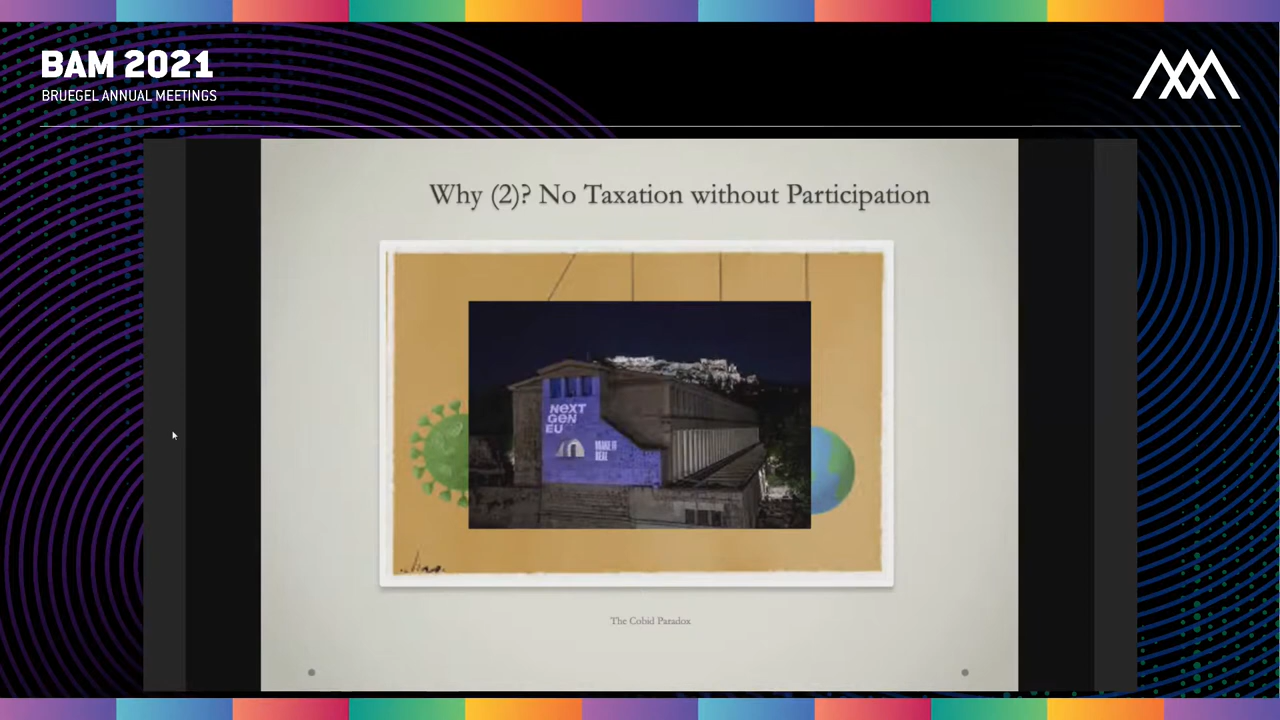 BAM 2021
BRUEGEL ANNUAL MEETINGS
Why (2)? No Taxation without Participation
NEXT
GEN
EU
MAKE IT
REAL
The Cobid Paradox